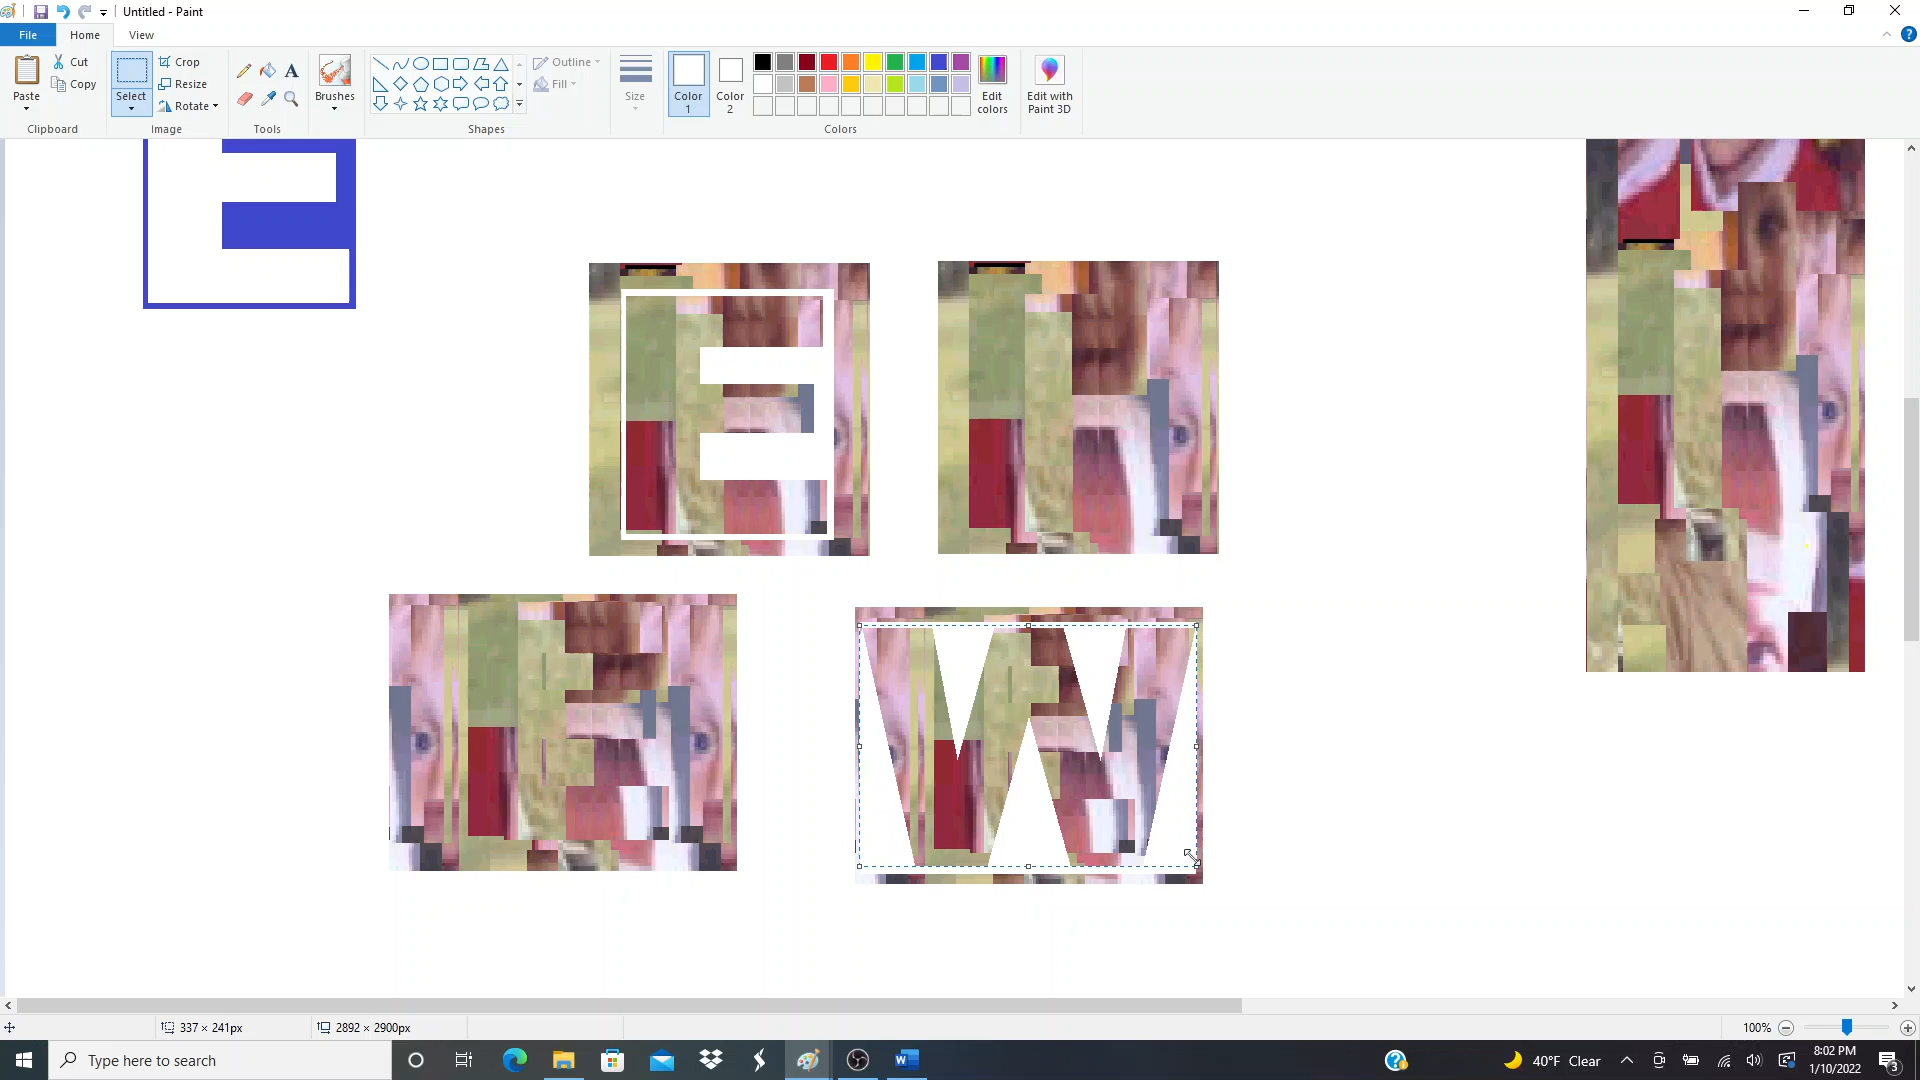 Untitled - Paint
File Home View
Paste
Cut
Copy
Clipboard
Select
Crop
Resize
Rotate
Image
Tools
Brushes
Outline
Fill
Shapes
Size
Color 1
Color 2
Edit colors
Colors
Edit with Paint 3D
E
E
W
337 × 241px
2892 × 2900px
100%
Type here to search
40°F Clear
8:02 PM
1/10/2022
3